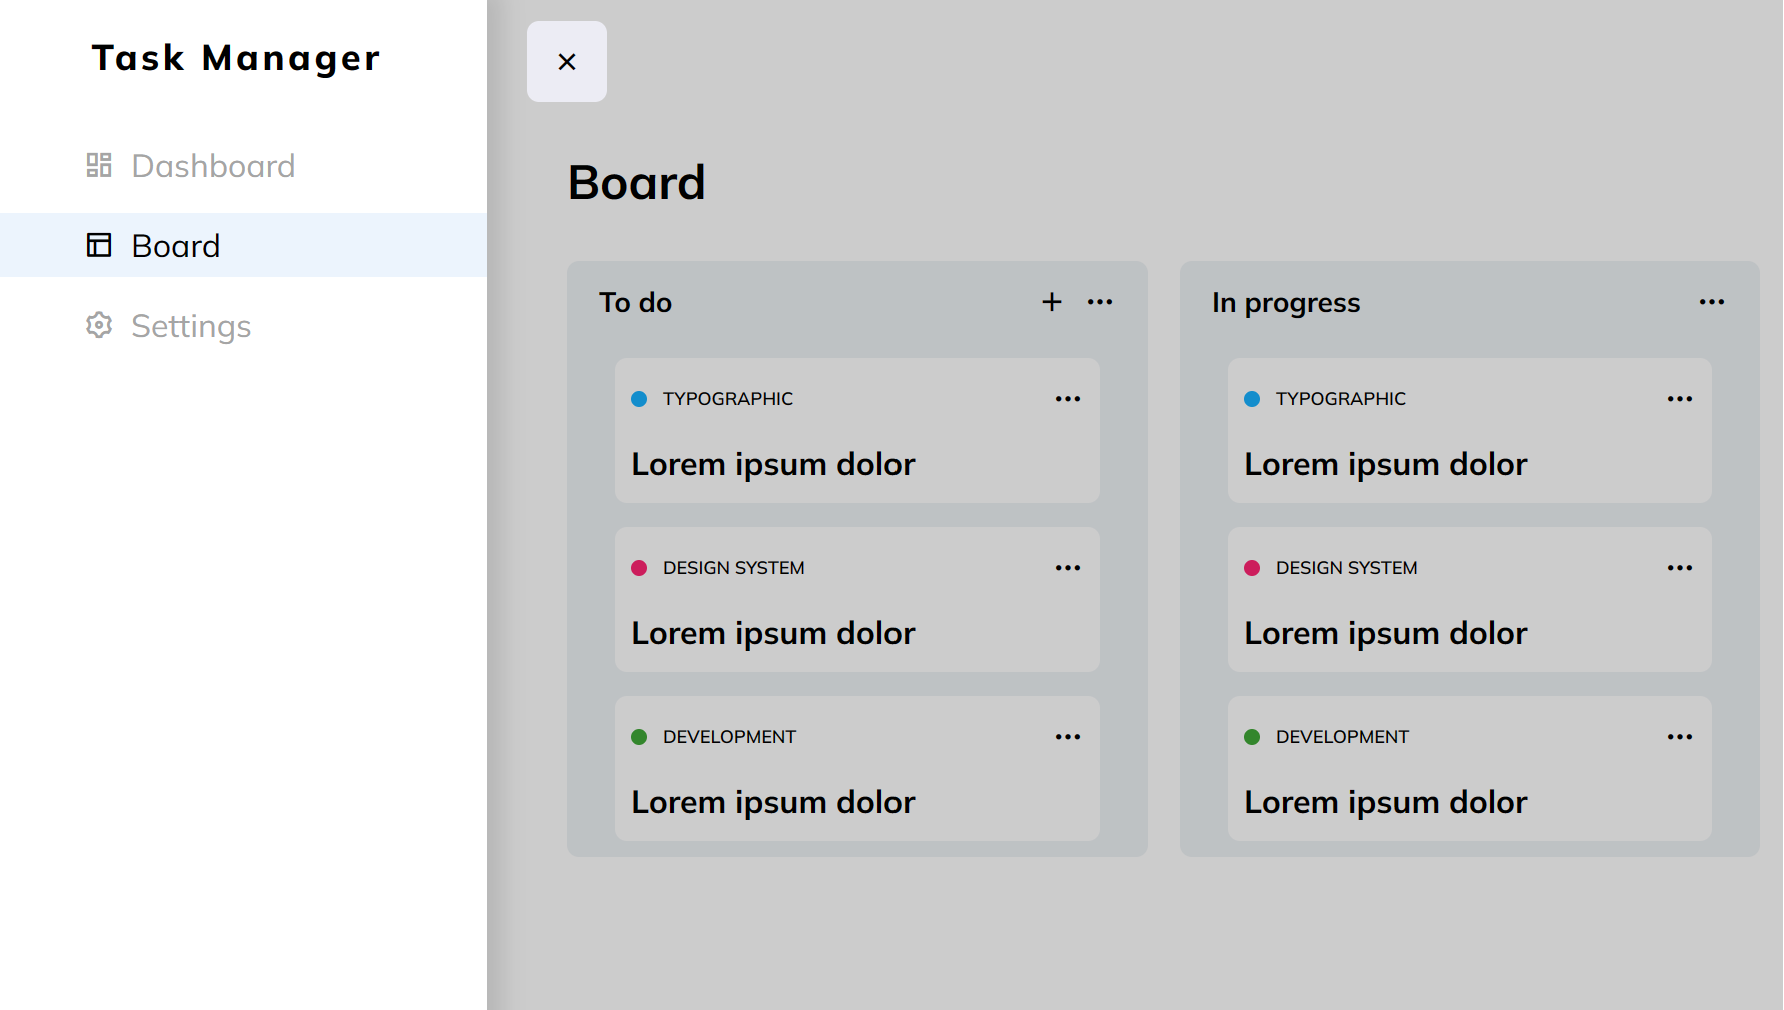 Task Manager
Dashboard
Board
Settings
Board
To do
TYPOGRAPHIC
Lorem ipsum dolor
DESIGN SYSTEM
Lorem ipsum dolor
DEVELOPMENT
Lorem ipsum dolor
In progress
TYPOGRAPHIC
Lorem ipsum dolor
DESIGN SYSTEM
Lorem ipsum dolor
DEVELOPMENT
Lorem ipsum dolor